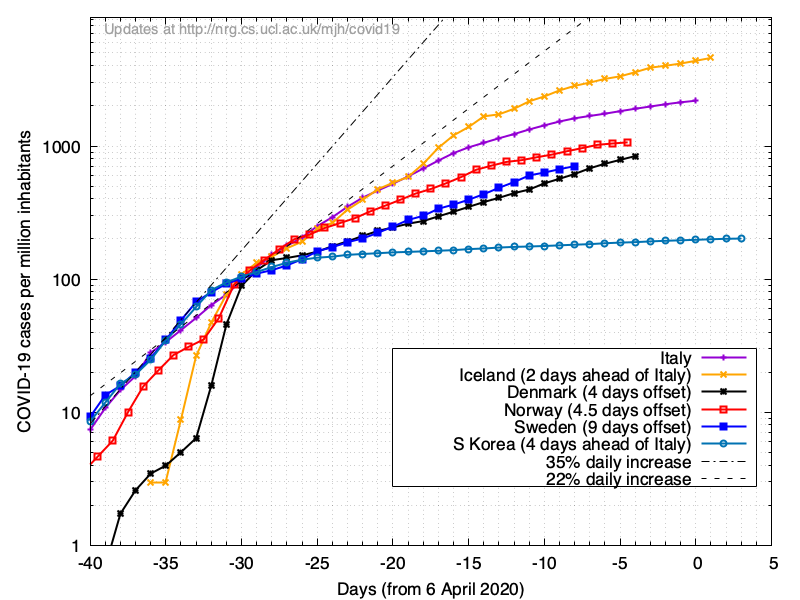 Updates at http://nrg.cs.ucl.ac.uk/mjh/covid19
COVID-19 cases per million inhabitants
1000
100
10
1
Italy
Iceland (2 days ahead of Italy)
Denmark (4 days offset)
Norway (4.5 days offset)
Sweden (9 days offset)
S Korea (4 days ahead of Italy)
35% daily increase
22% daily increase
-40 -35 -30 -25 -20 -15 -10 -5 0 5
Days (from 6 April 2020)